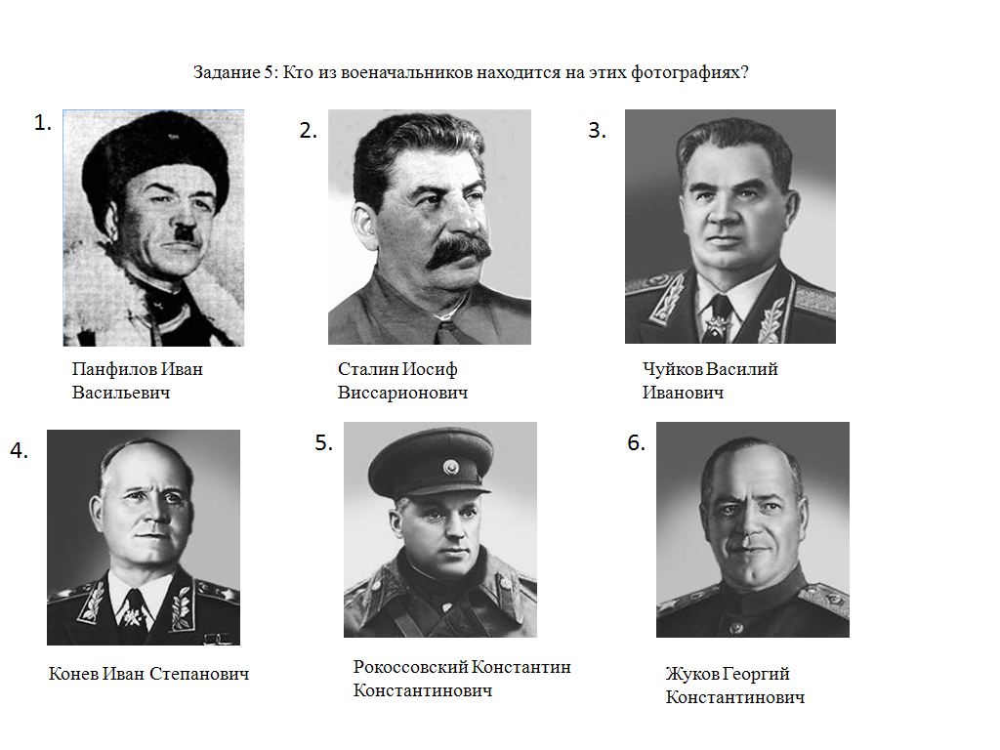 Задание 5: Кто из военачальников находится на этих фотографиях?
1.
2.
3.
Панфилов Иван
Васильевич
Сталин Иосиф
Виссарионович
Чуйков Василий
Иванович
4.
5.
6.
Конев Иван Степанович
Рокоссовский Константин
Константинович
Жуков Георгий
Константинович